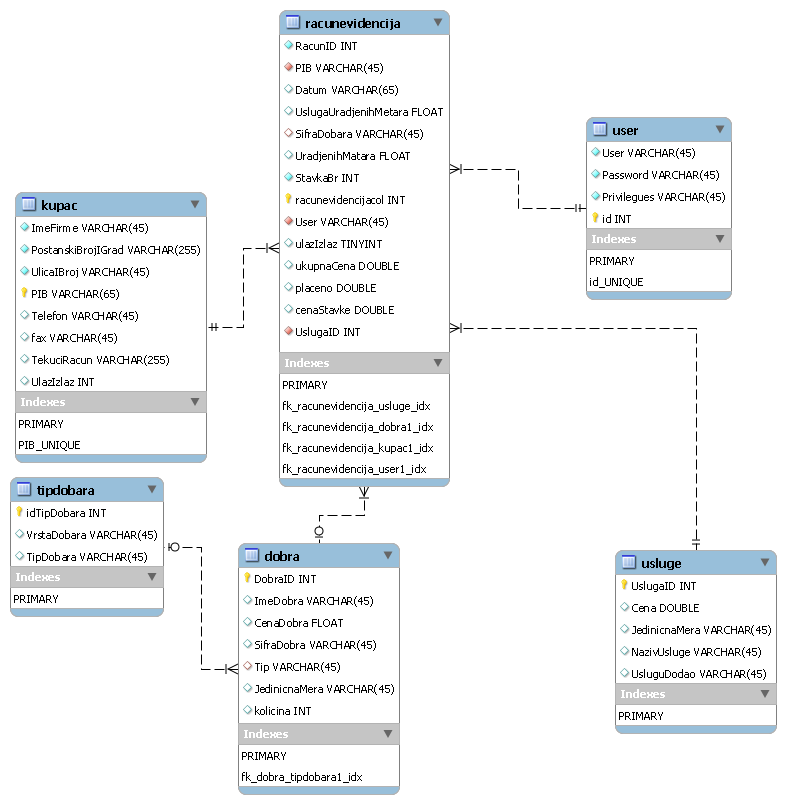 racunevidencija
RacunID INT
PIB VARCHAR(45)
Datum VARCHAR(65)
UslugaUradjenihMetara FLOAT
SifraDobara VARCHAR(45)
UradjenihMatara FLOAT
StavkaBr INT
racunevidencijacol INT
User VARCHAR(45)
ulazIzlaz TINYINT
ukupnaCena DOUBLE
placeno DOUBLE
cenaStavke DOUBLE
UslugaID INT
Indexes
PRIMARY
fk_racunevidencija_usluge_idx
fk_racunevidencija_dobra1_idx
fk_racunevidencija_kupac1_idx
fk_racunevidencija_user1_idx
user
User VARCHAR(45)
Password VARCHAR(45)
Privilegues VARCHAR(45)
id INT
Indexes
PRIMARY
id_UNIQUE
kupac
ImeFirme VARCHAR(45)
PostanskiBrojIGrad VARCHAR(255)
UlicaIBroj VARCHAR(45)
PIB VARCHAR(65)
Telefon VARCHAR(45)
fax VARCHAR(45)
TekuciRacun VARCHAR(255)
UlazIzlaz INT
Indexes
PRIMARY
PIB_UNIQUE
tipdobara
idTipDobara INT
VrstaDobara VARCHAR(45)
TipDobara VARCHAR(45)
Indexes
PRIMARY
dobra
DobraID INT
ImeDobra VARCHAR(45)
CenaDobra FLOAT
SifraDobra VARCHAR(45)
Tip VARCHAR(45)
JedinicnaMera VARCHAR(45)
kolicina INT
Indexes
PRIMARY
fk_dobra_tipdobara1_idx
usluge
UslugaID INT
Cena DOUBLE
JedinicnaMera VARCHAR(45)
NazivUsluge VARCHAR(45)
UsluguDodao VARCHAR(45)
Indexes
PRIMARY